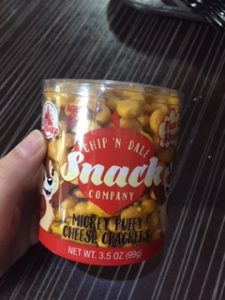 CHIP 'N DALE
Snack
COMPANY
MICKEY PUFFY
CHEESE CRACKERS
NET WT. 3.5 OZ (99g)